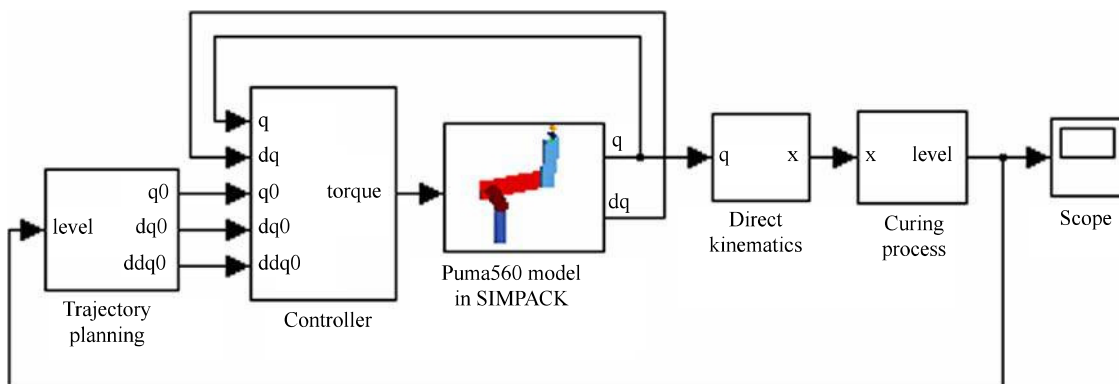 level
q0
dq0
ddq0
Trajectory
planning
q
dq
q0
dq0
ddq0
torque
Controller
q
dq
Puma560 model
in SIMPACK
q
x
Direct
kinematics
x
level
Curing
process
Scope